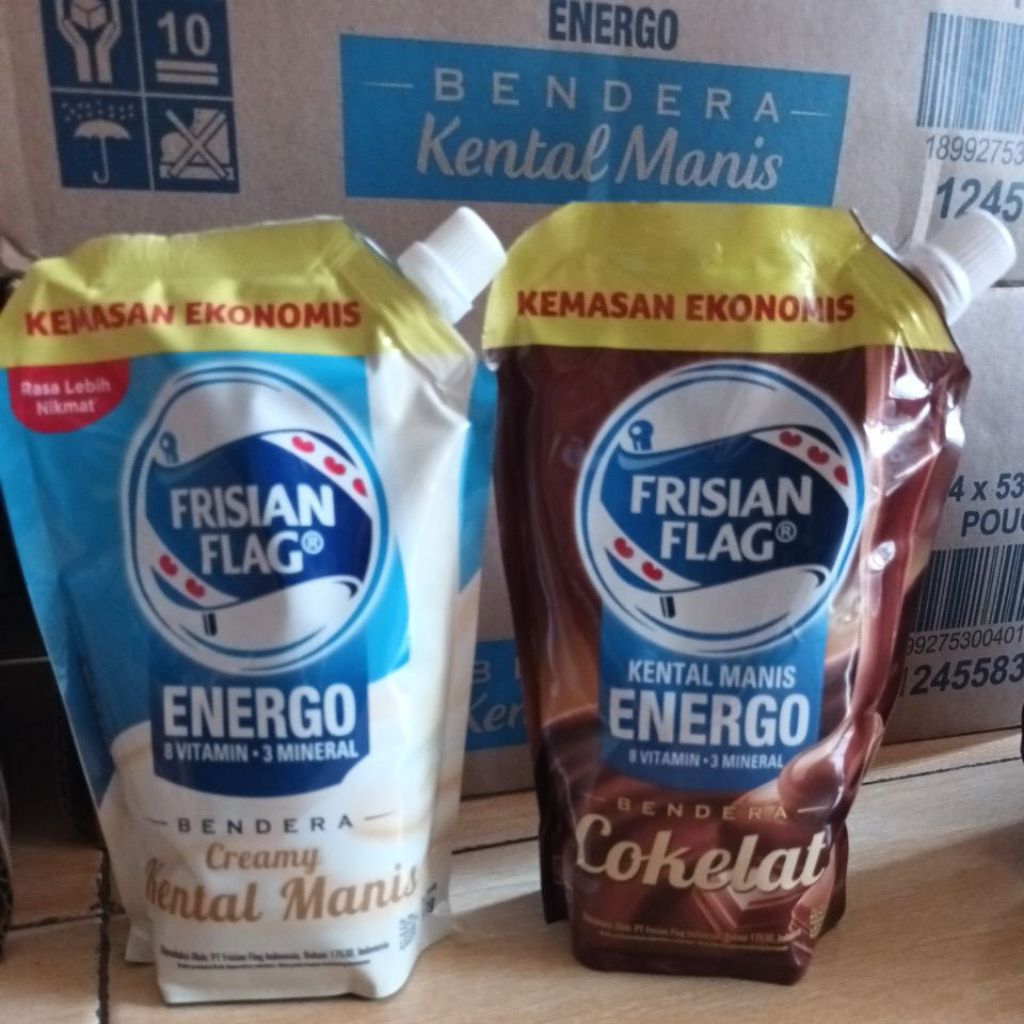 10
ENERGO
BENDERA
Kental Manis
18992753
1245
KEMASAN EKONOMIS
Rasa Lebih
Nikmat
FRISIAN
FLAG®
ENERGO
8 VITAMIN • 3 MINERAL
BENDERA
Creamy
Kental Manis
KEMASAN EKONOMIS
FRISIAN
FLAG®
KENTAL MANIS
ENERGO
8 VITAMIN • 3 MINERAL
BENDERA
Cokelat
4 x 53
POUC
99275300401
1245583
B E
Ken